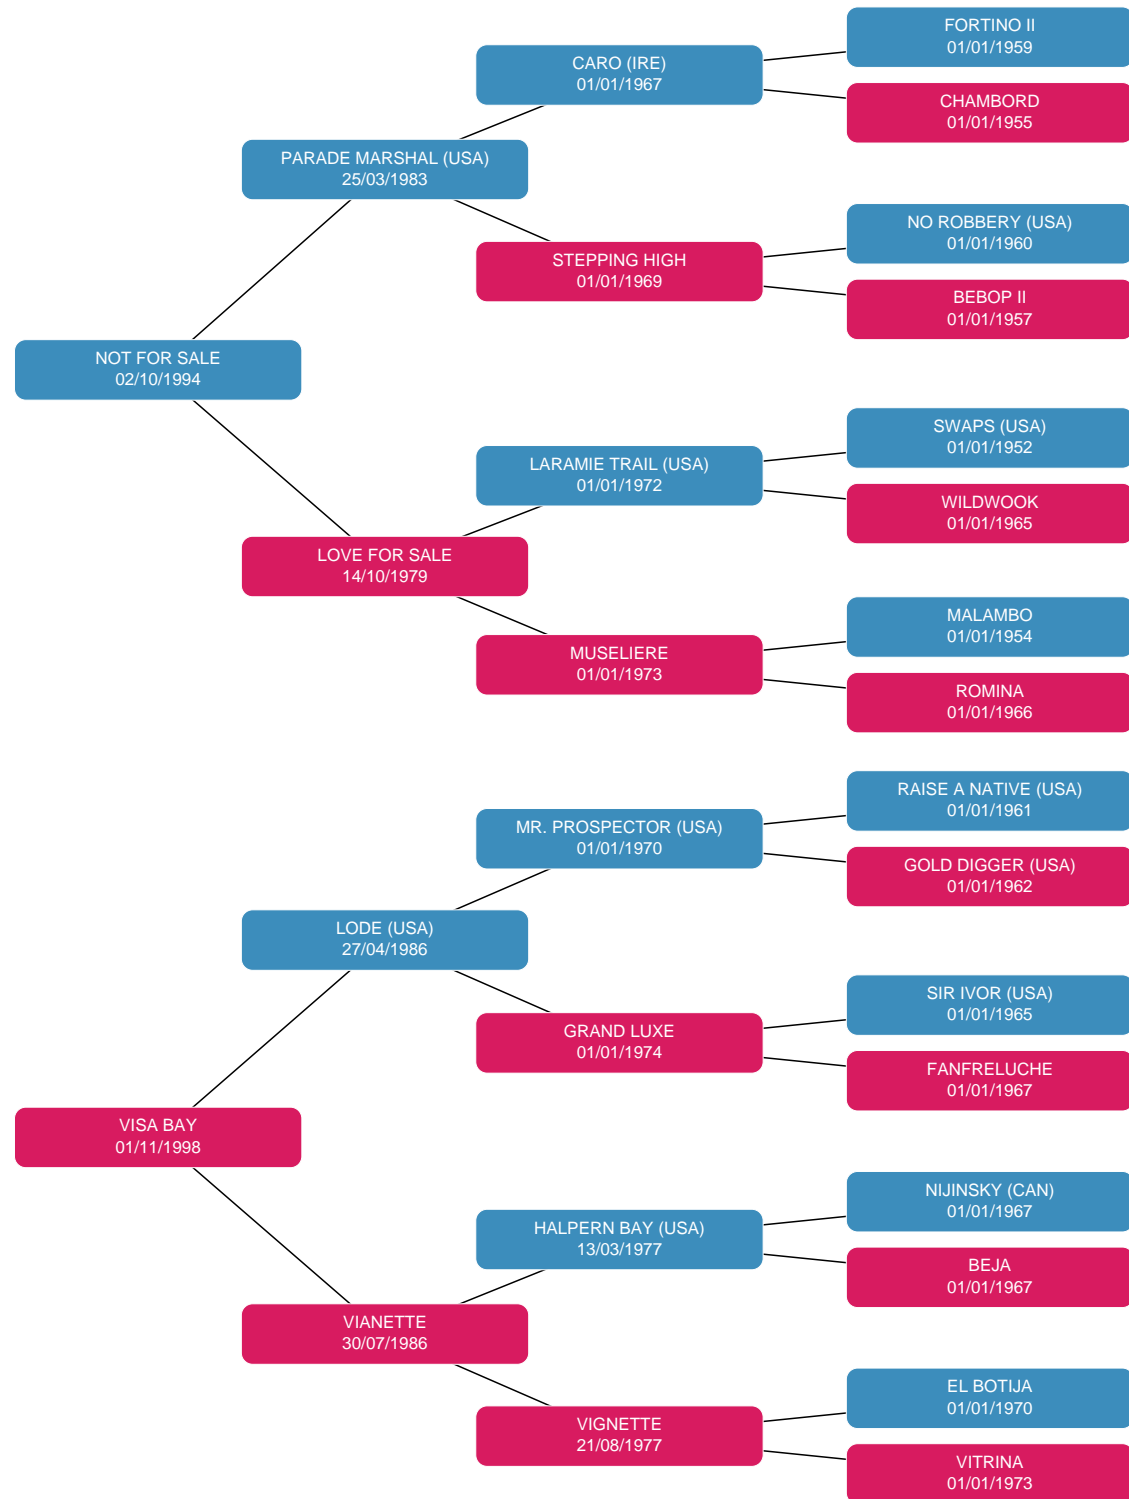 FORTINO II
01/01/1959
CARO (IRE)
01/01/1967
CHAMBORD
01/01/1955
PARADE MARSHAL (USA)
25/03/1983
NO ROBBERY (USA)
01/01/1960
STEPPING HIGH
01/01/1969
BEBOP II
01/01/1957
NOT FOR SALE
02/10/1994
SWAPS (USA)
01/01/1952
LARAMIE TRAIL (USA)
01/01/1972
WILDWOOK
01/01/1965
LOVE FOR SALE
14/10/1979
MALAMBO
01/01/1954
MUSELIERE
01/01/1973
ROMINA
01/01/1966
RAISE A NATIVE (USA)
01/01/1961
MR. PROSPECTOR (USA)
01/01/1970
GOLD DIGGER (USA)
01/01/1962
LODE (USA)
27/04/1986
SIR IVOR (USA)
01/01/1965
GRAND LUXE
01/01/1974
FANFRELUCHE
01/01/1967
VISA BAY
01/11/1998
NIJINSKY (CAN)
01/01/1967
HALPERN BAY (USA)
13/03/1977
BEJA
01/01/1967
VIANETTE
30/07/1986
EL BOTIJA
01/01/1970
VIGNETTE
21/08/1977
VITRINA
01/01/1973